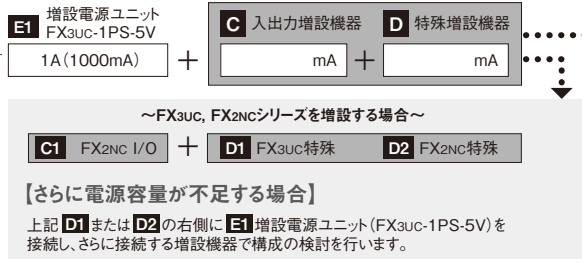 E1 増設電源ユニット
FX3UC-1PS-5V
1A(1000mA)
+
C 入出力増設機器
mA
+
D 特殊増設機器
mA
～FX3UC, FX2NCシリーズを増設する場合～
C1 FX2NC I/O + D1 FX3UC特殊 D2 FX2NC特殊
【さらに電源容量が不足する場合】
上記 D1 または D2 の右側に E1 増設電源ユニット(FX3UC-1PS-5V)を
接続し、さらに接続する増設機器で構成の検討を行います。